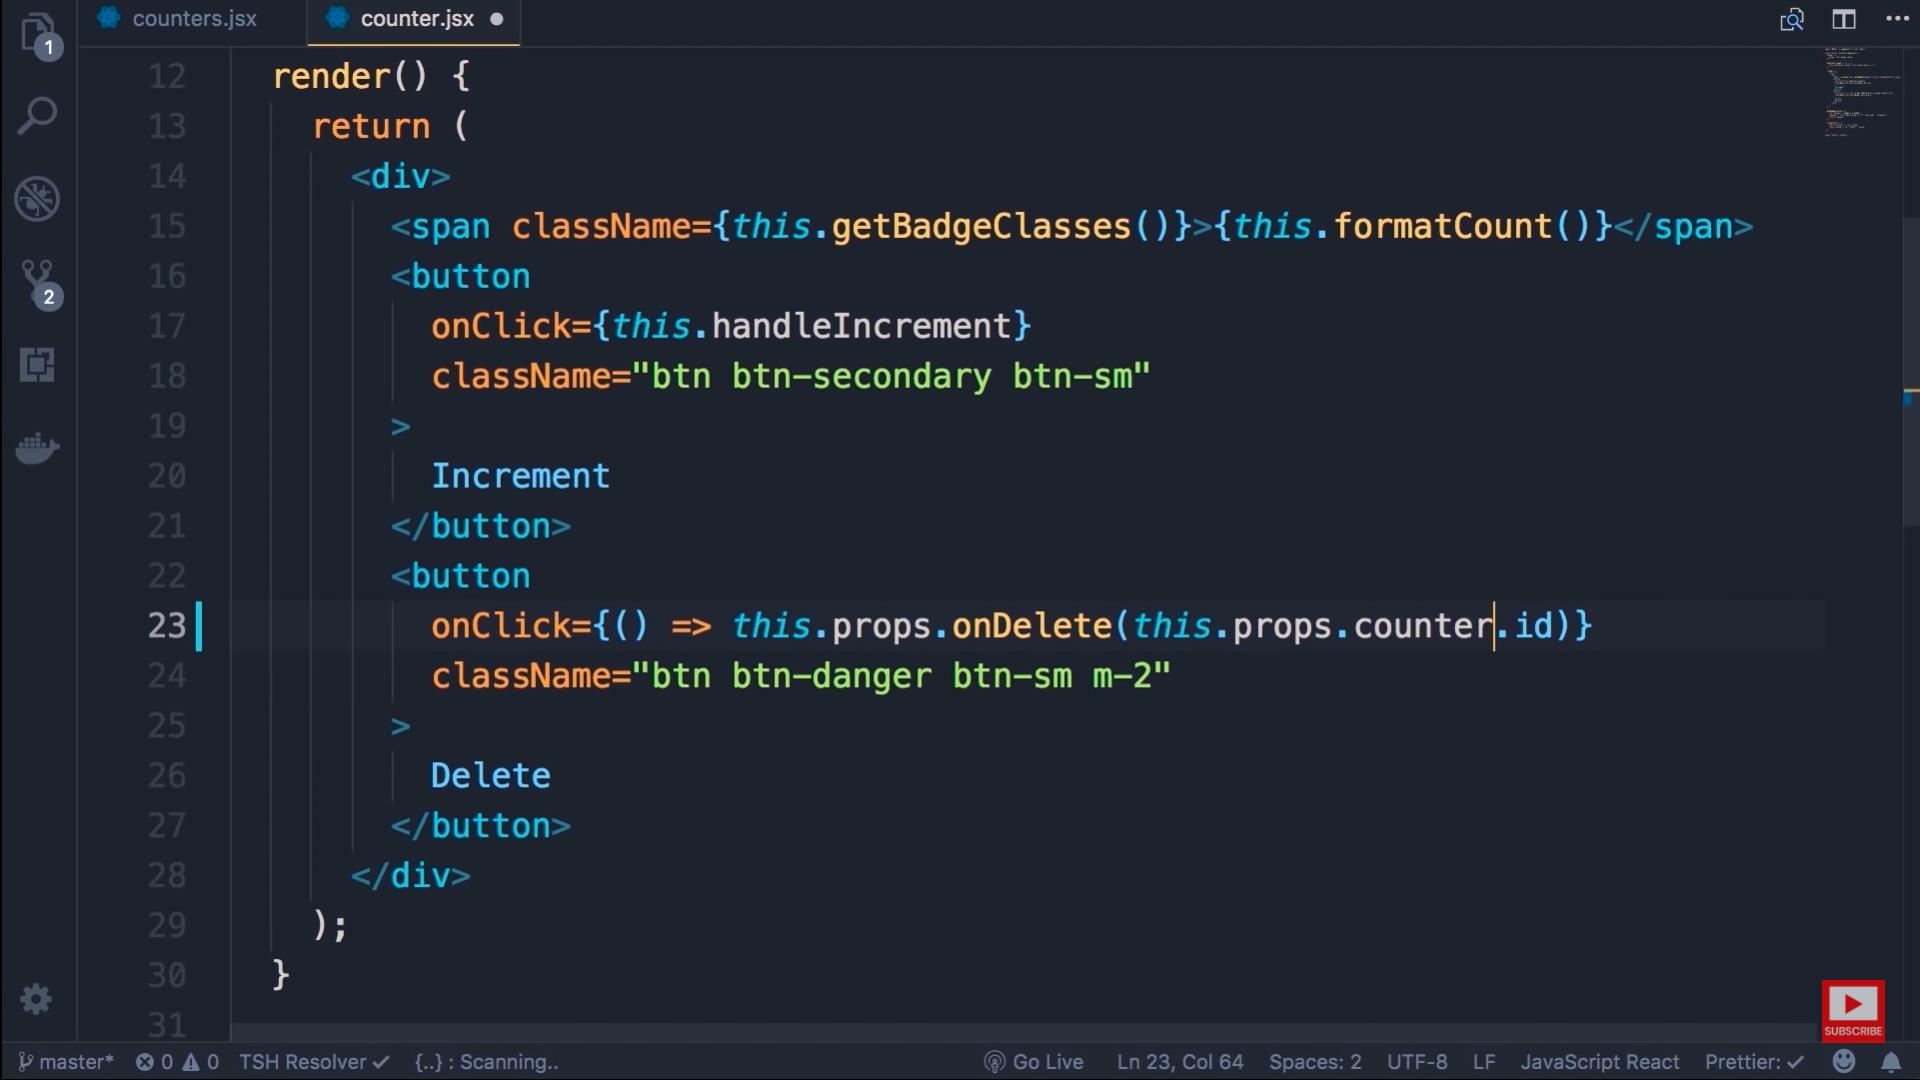 counters.jsx
counter.jsx
1
2
12 render() {
13 return (
14 <div>
15 <span className={this.getBadgeClasses()}>{this.formatCount()}</span>
16 <button
17 onClick={this.handleIncrement}
18 className="btn btn-secondary btn-sm"
19 >
20 Increment
21 </button>
22 <button
23 onClick={() => this.props.onDelete(this.props.counter.id)}
24 className="btn btn-danger btn-sm m-2"
25 >
26 Delete
27 </button>
28 </div>
29 );
30 }
31
SUBSCRIBE
master* 0 0 TSH Resolver ✓ {..} : Scanning.. Go Live Ln 23, Col 64 Spaces: 2 UTF-8 LF JavaScript React Prettier: ✓